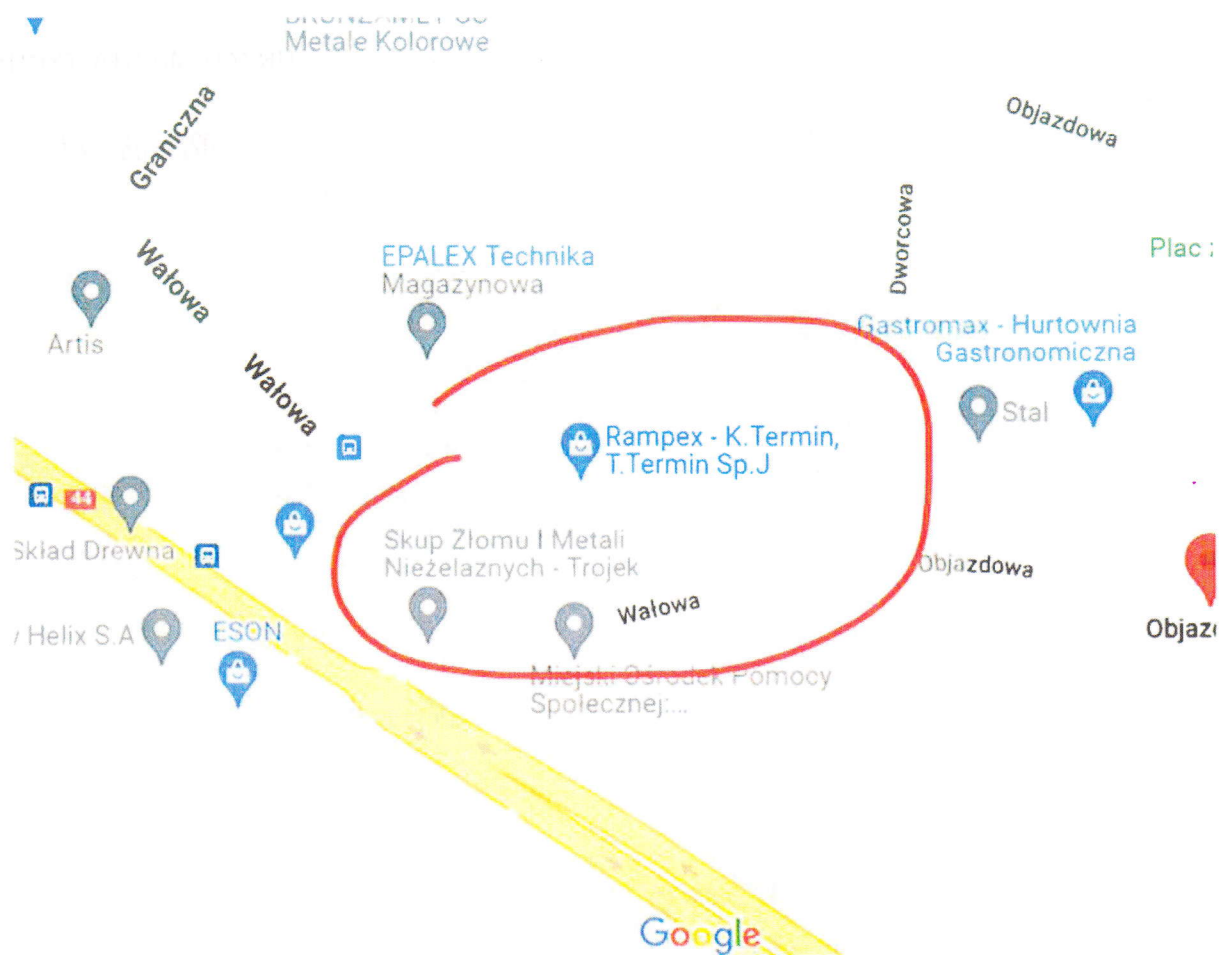 Metale Kolorowe
Graniczna
Objazdowa
Wałowa
Dworcowa
EPALEX Technika
Magazynowa
Plac
Artis
Gastromax - Hurtownia
Gastronomiczna
Wałowa
Stal
Rampex - K.Termin,
T.Termin Sp.J
44
Skład Drewna
Skup Złomu I Metali
Nieżelaznych - Trojek
Objazdowa
Wałowa
Helix S.A
ESON
Miejski Ośrodek Pomocy
Społecznej:...
Google